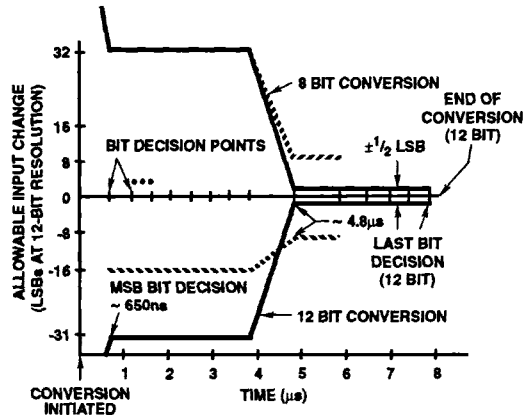 ALLOWABLE INPUT CHANGE
(LSBs AT 12-BIT RESOLUTION)
32
16
8
0
-8
-16
-31
8 BIT CONVERSION
END OF
CONVERSION
(12 BIT)
BIT DECISION POINTS
±1/2 LSB
~ 4.8µs
LAST BIT
DECISION
(12 BIT)
MSB BIT DECISION
~ 650ns
12 BIT CONVERSION
1 2 3 4 5 6 7 8
CONVERSION
INITIATED
TIME (µs)